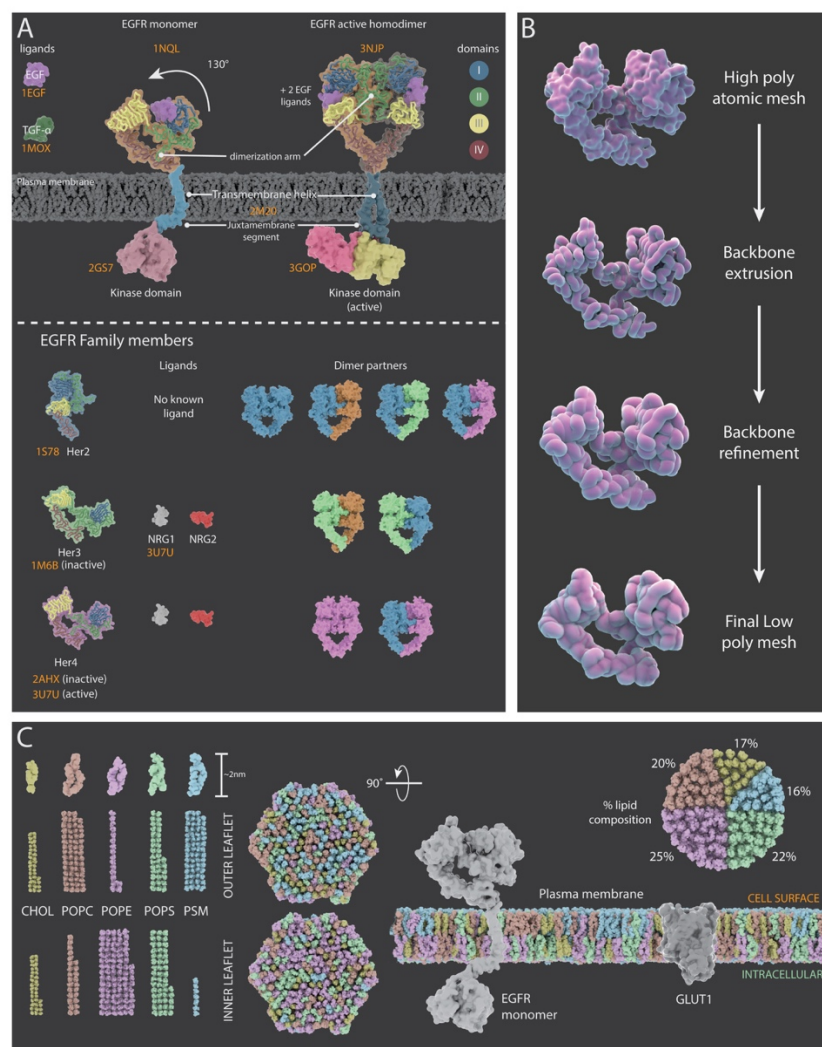 A
EGFR monomer
EGFR active homodimer
ligands
1NQL
3NJP
domains
EGF
1EGF
130°
+ 2 EGF
ligands
I
II
III
IV
TGF-α
1MOX
dimerization arm
Plasma membrane
Transmembrane helix
2M20
Juxtamembrane
segment
2GS7
3GOP
Kinase domain
Kinase domain
(active)
EGFR Family members
Ligands
Dimer partners
No known
ligand
1S78 Her2
Her3
1M6B (inactive)
NRG1
3U7U
NRG2
Her4
2AHX (inactive)
3U7U (active)
B
High poly
atomic mesh
Backbone
extrusion
Backbone
refinement
Final Low
poly mesh
C
~2nm
CHOL POPC POPE POPS PSM
OUTER LEAFLET
INNER LEAFLET
90°
% lipid
composition
17%
20%
16%
25%
22%
Plasma membrane
CELL SURFACE
INTRACELLULAR
EGFR
monomer
GLUT1